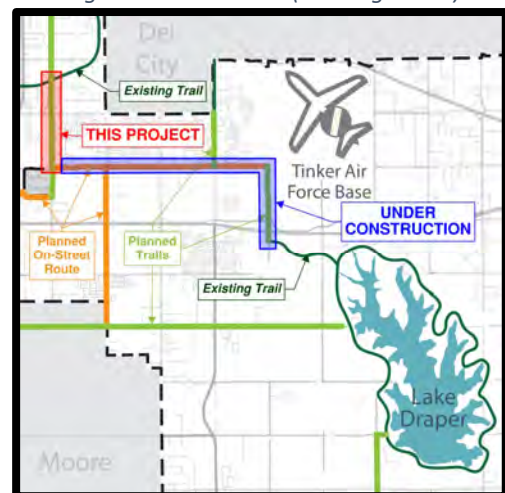 Del
City
Existing Trail
THIS PROJECT
Tinker Air
Force Base
UNDER
CONSTRUCTION
Planned
On-Street
Route
Planned
Trails
Existing Trail
Lake
Draper
Moore